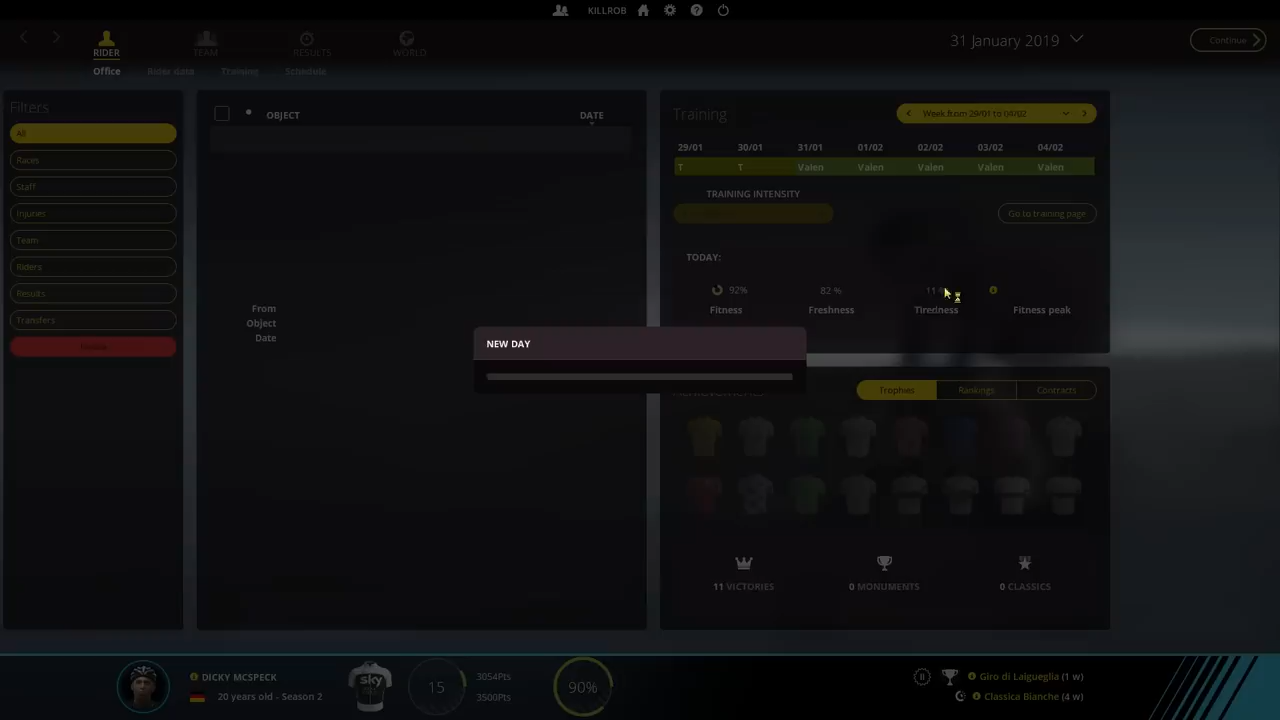 KILLROB
RIDER
TEAM
RESULTS
WORLD
31 January 2019
Continue
Office
Rider data
Training
Schedule
Filters
All
Races
Staff
Injuries
Team
Riders
Results
Transfers
OBJECT
DATE
From
Object
Date
Training
Week from 29/01 to 04/02
29/01 30/01 31/01 01/02 02/02 03/02 04/02
T T Valen Valen Valen Valen Valen
TRAINING INTENSITY
Go to training page
TODAY:
92% 82 % 11
Fitness Freshness Tiredness Fitness peak
NEW DAY
Trophies Rankings Contracts
11 VICTORIES
0 MONUMENTS
0 CLASSICS
DICKY MCSPECK
20 years old - Season 2
sky
15
3054Pts
3500Pts
90%
Giro di Laigueglia (1 w)
Classica Bianche (4 w)